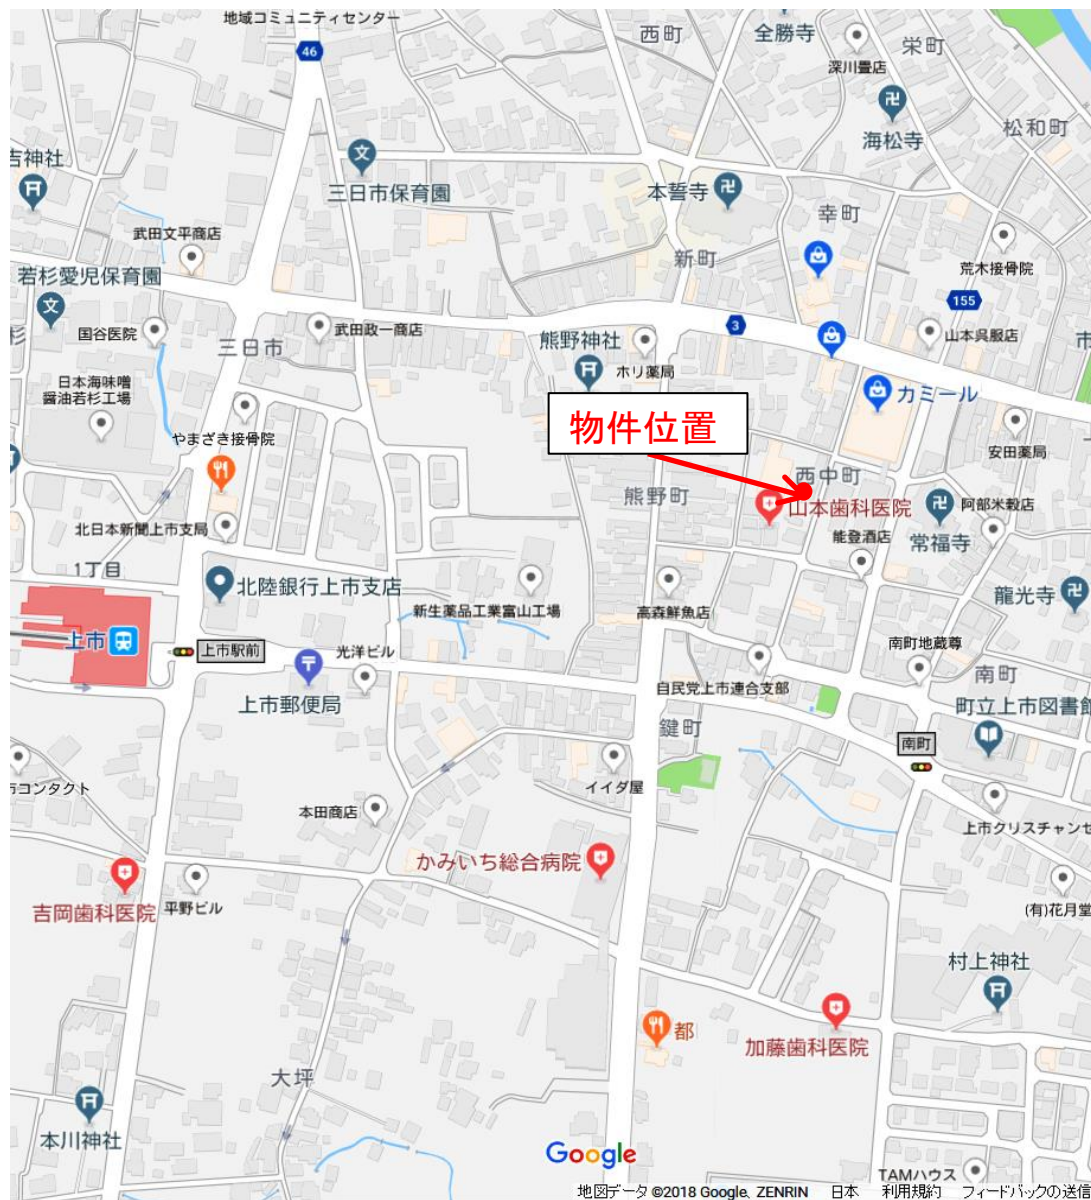 地域コミュニティセンター
46
西町
全勝寺
栄町
深川畳店
海松寺
松和町
吉神社
三日市保育園
本誓寺
幸町
武田文平商店
新町
荒木接骨院
若杉愛児保育園
155
国谷医院
三日市
武田政一商店
熊野神社
3
山本呉服店
市
ホリ薬局
日本海味噌
醤油若杉工場
カミール
物件位置
やまざき接骨院
安田薬局
西中町
熊野町
山本歯科医院
阿部米穀店
北日本新聞上市支局
能登酒店
常福寺
1丁目
北陸銀行上市支店
新生薬品工業富山工場
高森鮮魚店
龍光寺
上市
上市駅前
光洋ビル
南町地蔵尊
自民党上市連合支部
南町
上市郵便局
町立上市図書館
鍵町
南町
市コンタクト
イイダ屋
本田商店
上市クリスチャンセ
かみいち総合病院
吉岡歯科医院
平野ビル
(有)花月堂
村上神社
都
加藤歯科医院
大坪
本川神社
Google
TAMハウス
地図データ ©2018 Google, ZENRIN 日本 利用規約 フィードバックの送信